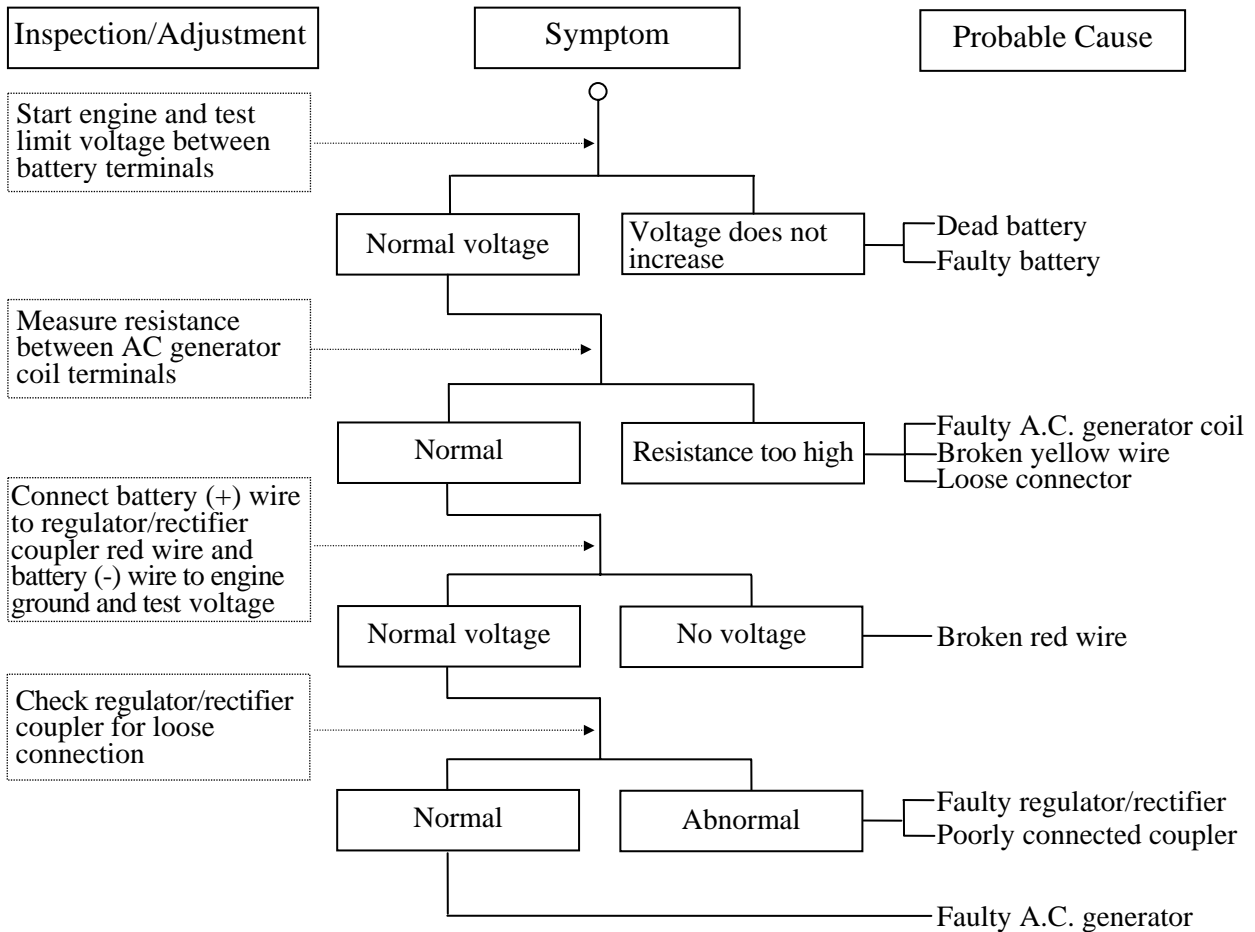 Inspection/Adjustment
Symptom
Probable Cause
Start engine and test
limit voltage between
battery terminals
Normal voltage
Voltage does not
increase
Dead battery
Faulty battery
Measure resistance
between AC generator
coil terminals
Normal
Resistance too high
Faulty A.C. generator coil
Broken yellow wire
Loose connector
Connect battery (+) wire
to regulator/rectifier
coupler red wire and
battery (-) wire to engine
ground and test voltage
Normal voltage
No voltage
Broken red wire
Check regulator/rectifier
coupler for loose
connection
Normal
Abnormal
Faulty regulator/rectifier
Poorly connected coupler
Faulty A.C. generator